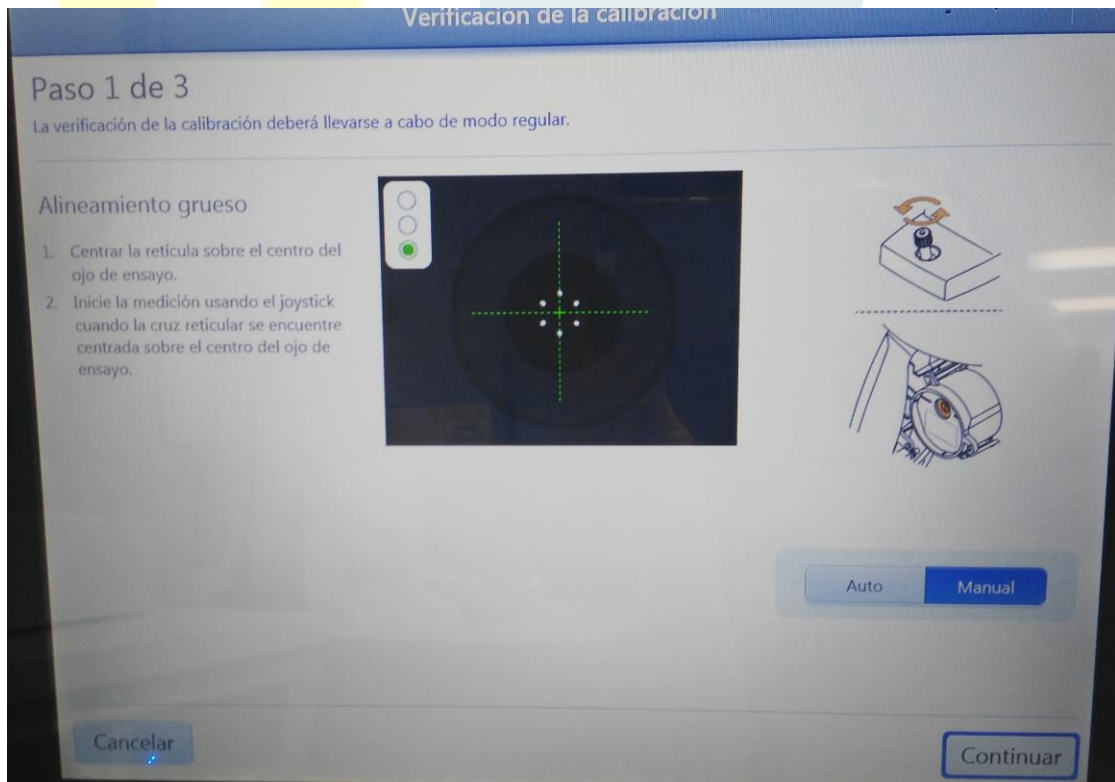 Verificación de la calibración
Paso 1 de 3
La verificación de la calibración deberá llevarse a cabo de modo regular.
Alineamiento grueso
1. Centrar la retícula sobre el centro del
ojo de ensayo.
2. Inicie la medición usando el joystick
cuando la cruz reticular se encuentre
centrada sobre el centro del ojo de
ensayo.
Auto
Manual
Cancelar
Continuar